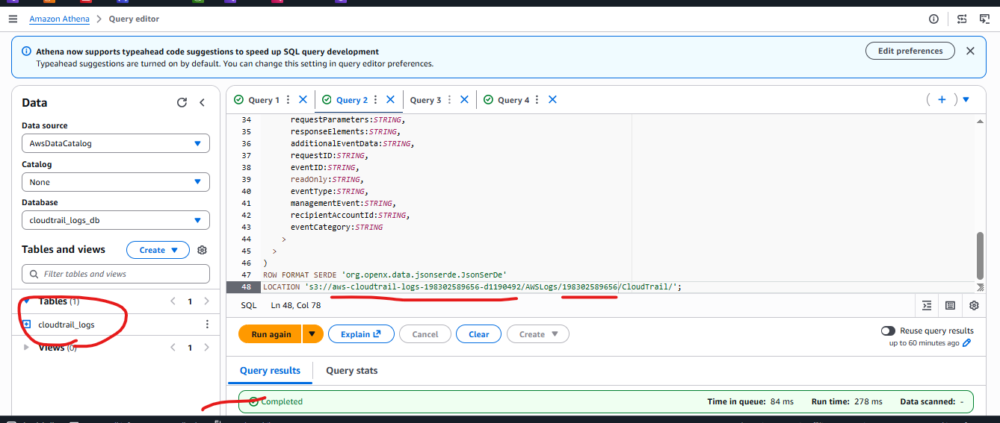 Amazon Athena > Query editor
Athena now supports typeahead code suggestions to speed up SQL query development
Typeahead suggestions are turned on by default. You can change this setting in query editor preferences.
Edit preferences
Data
Data source
AwsDataCatalog
Catalog
None
Database
cloudtrail_logs_db
Tables and views
Create
Filter tables and views
Tables (1)
1
cloudtrail_logs
Views (0)
1
Query 1
Query 2
Query 3
Query 4
34 requestParameters:STRING,
35 responseElements:STRING,
36 additionalEventData:STRING,
37 requestID:STRING,
38 eventID:STRING,
39 readOnly:STRING,
40 eventType:STRING,
41 managementEvent:STRING,
42 recipientAccountId:STRING,
43 eventCategory:STRING
44 >
45 >
46 )
47 ROW FORMAT SERDE 'org.openx.data.jsonserde.JsonSerDe'
48 LOCATION 's3://aws-cloudtrail-logs-198302589656-d1190492/AWSLogs/198302589656/CloudTrail/';
SQL Ln 48, Col 78
Run again
Explain
Cancel
Clear
Create
Reuse query results
up to 60 minutes ago
Query results
Query stats
Completed
Time in queue: 84 ms Run time: 278 ms Data scanned: -